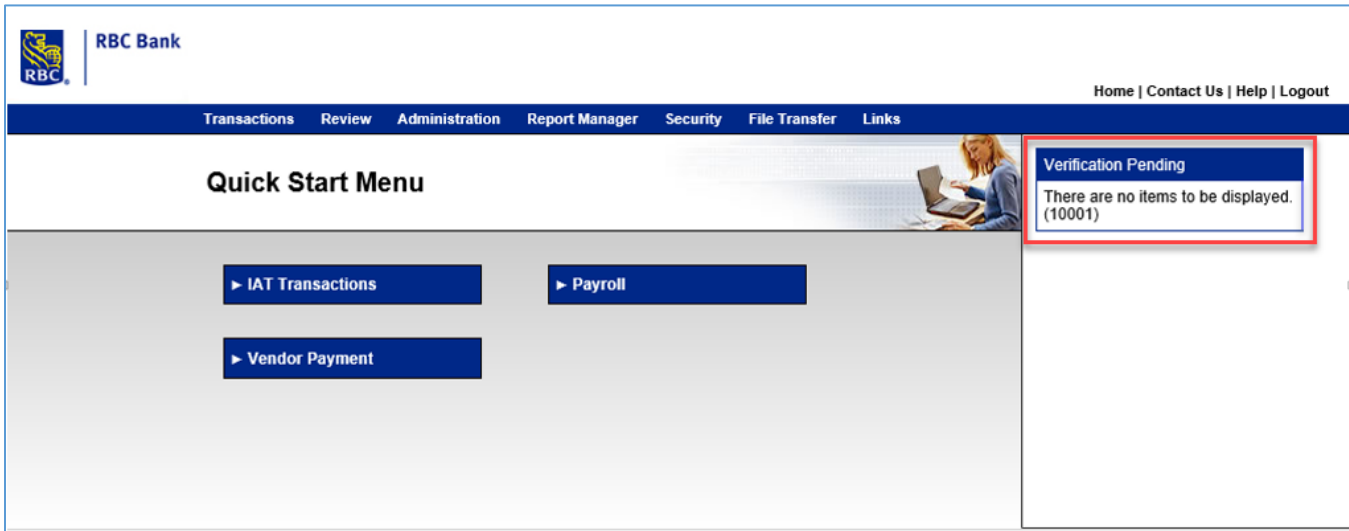 RBC Bank
RBC®
Home | Contact Us | Help | Logout
Transactions Review Administration Report Manager Security File Transfer Links
Quick Start Menu
Verification Pending
There are no items to be displayed.
(10001)
► IAT Transactions
► Payroll
► Vendor Payment